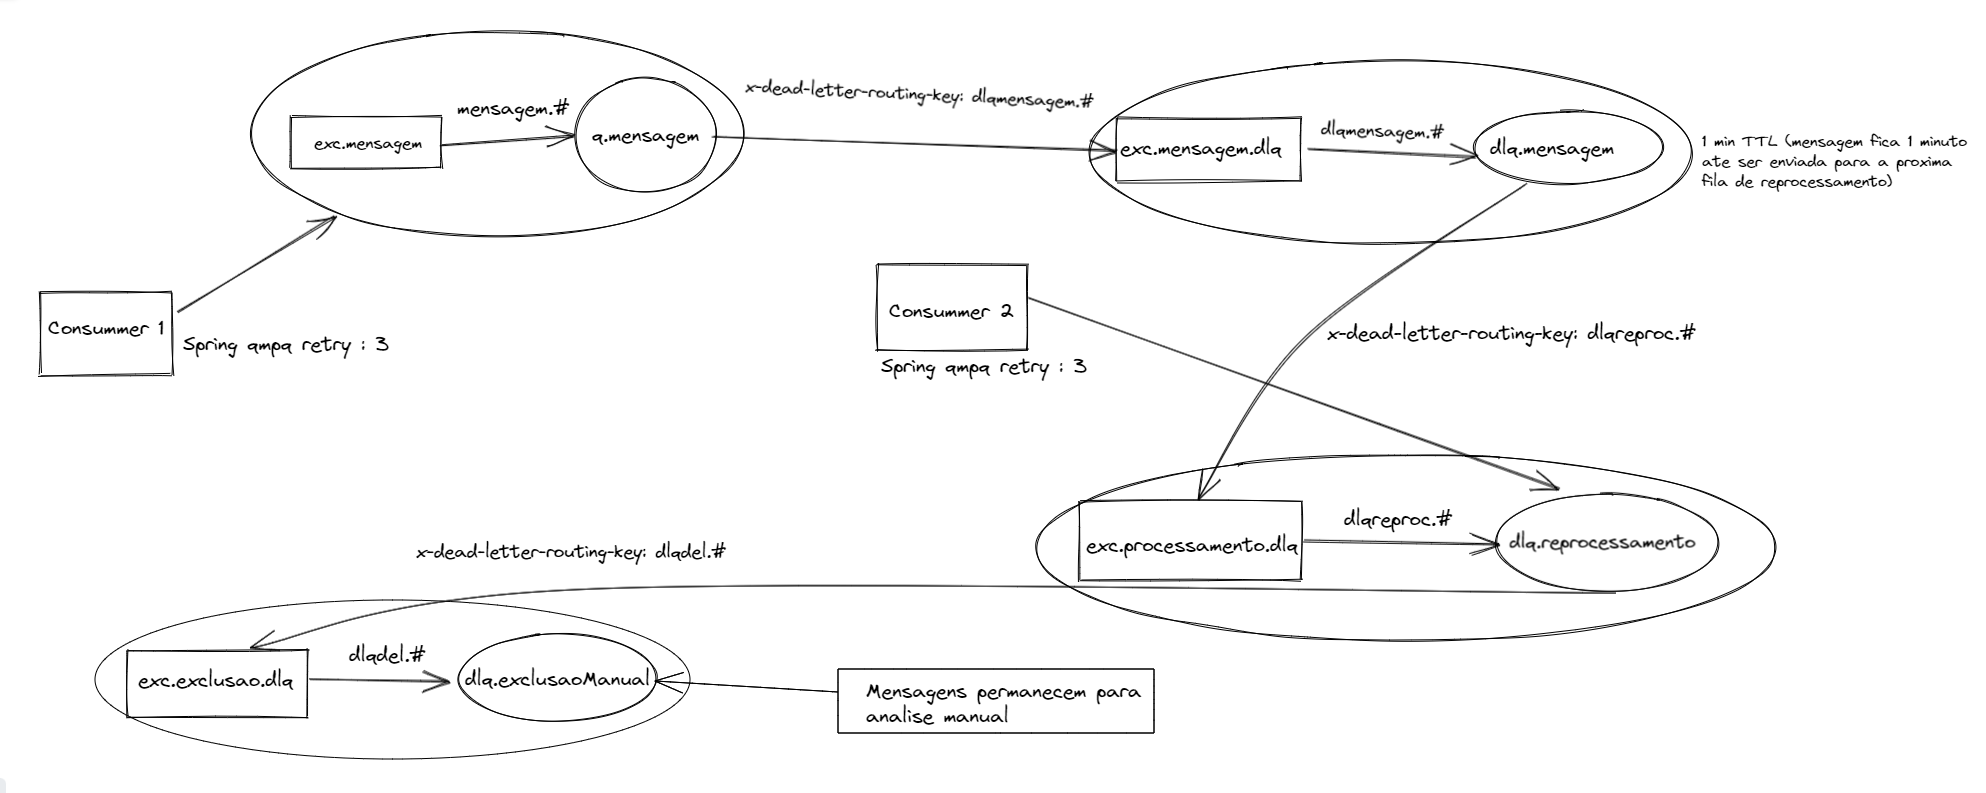 x-dead-letter-routing-key: dlqmensagem.#
mensagem.#
exc.mensagem
q.mensagem
dlqmensagem.#
exc.mensagem.dlq
dlq.mensagem
1 min TTL (mensagem fica 1 minuto
ate ser enviada para a proxima
fila de reprocessamento)
Consummer 1
Spring ampq retry : 3
Consummer 2
Spring ampq retry : 3
x-dead-letter-routing-key: dlqreproc.#
dlqreproc.#
exc.processamento.dlq
dlq.reprocessamento
x-dead-letter-routing-key: dlqdel.#
dlqdel.#
exc.exclusao.dlq
dlq.exclusaoManual
Mensagens permanecem para
analise manual